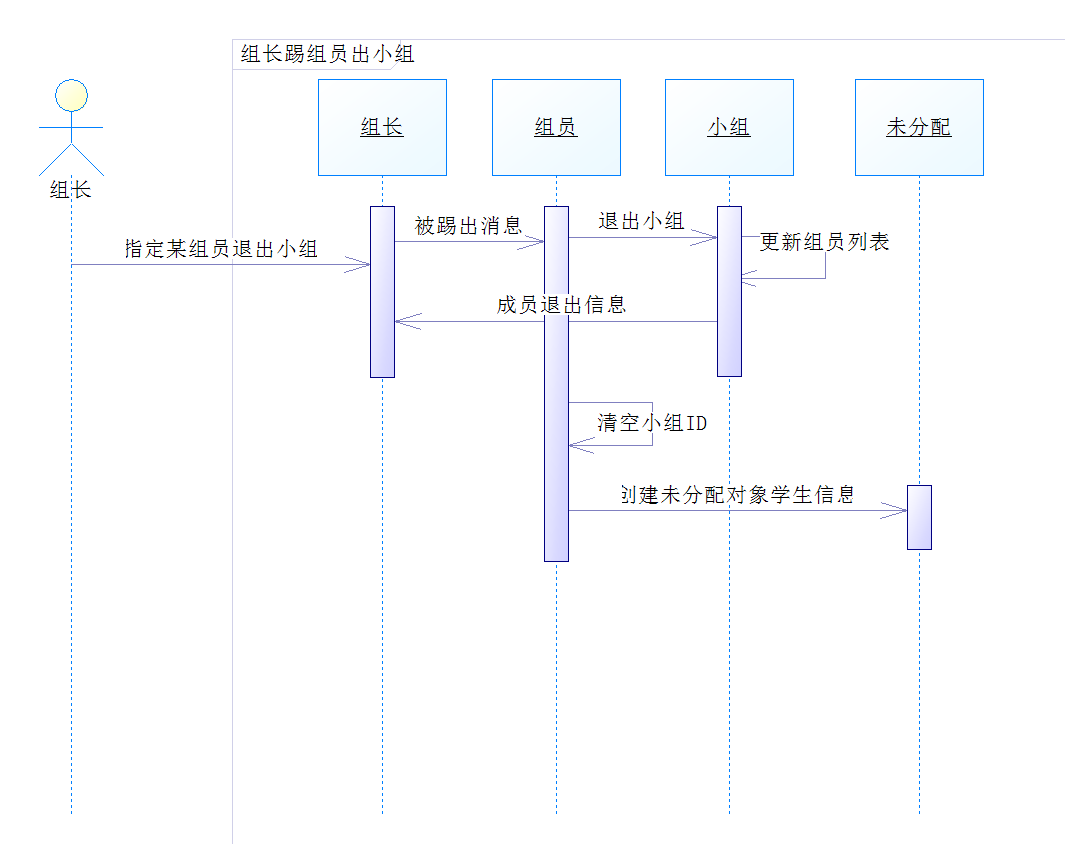 组长踢组员出小组
组长
组员
小组
未分配
组长
被踢出消息
退出小组
指定某组员退出小组
更新组员列表
成员退出信息
清空小组ID
创建未分配对象学生信息